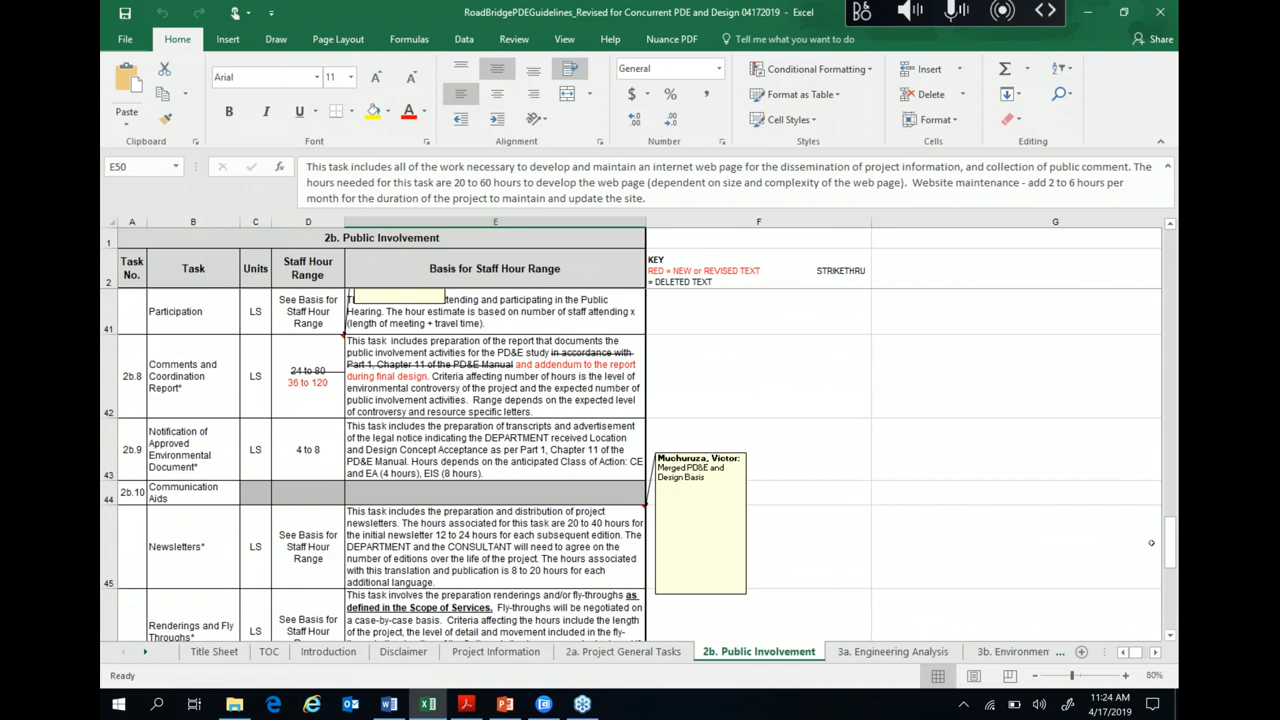 RoadBridgePDEGuidelines_Revised for Concurrent PDE and Design 04172019 - Excel
File Home Insert Draw Page Layout Formulas Data Review View Help Nuance PDF Tell me what you want to do Share
Paste
Arial 11
B I U A
General
$ % ,
Conditional Formatting
Format as Table
Cell Styles
Insert
Delete
Format
Clipboard Font Alignment Number Styles Cells Editing
E50
fx
This task includes all of the work necessary to develop and maintain an internet web page for the dissemination of project information, and collection of public comment. The
hours needed for this task are 20 to 60 hours to develop the web page (dependent on size and complexity of the web page). Website maintenance - add 2 to 6 hours per
month for the duration of the project to maintain and update the site.
A B C D E F G
1
2b. Public Involvement
2
Task
No.
Task
Units
Staff Hour
Range
Basis for Staff Hour Range
KEY
RED = NEW or REVISED TEXT STRIKETHRU
= DELETED TEXT
41
Participation
LS
See Basis for
Staff Hour
Range
tending and participating in the Public
Hearing. The hour estimate is based on number of staff attending x
(length of meeting + travel time).
42
2b.8
Comments and
Coordination
Report*
LS
24 to 80
36 to 120
This task includes preparation of the report that documents the
public involvement activities for the PD&E study in accordance with
Part 1, Chapter 11 of the PD&E Manual and addendum to the report
during final design. Criteria affecting number of hours is the level of
environmental controversy of the project and the expected number of
public involvement activities. Range depends on the expected level
of controversy and resource specific letters.
43
2b.9
Notification of
Approved
Environmental
Document*
LS
4 to 8
This task includes the preparation of transcripts and advertisement
of the legal notice indicating the DEPARTMENT received Location
and Design Concept Acceptance as per Part 1, Chapter 11 of the
PD&E Manual. Hours depends on the anticipated Class of Action: CE
and EA (4 hours), EIS (8 hours).
Muchuruza, Victor:
Merged PD&E and
Design Basis
44
2b.10
Communication
Aids
45
Newsletters*
LS
See Basis for
Staff Hour
Range
This task includes the preparation and distribution of project
newsletters. The hours associated for this task are 20 to 40 hours for
the initial newsletter 12 to 24 hours for each subsequent edition. The
DEPARTMENT and the CONSULTANT will need to agree on the
number of editions over the life of the project. The hours associated
with this translation and publication is 8 to 20 hours for each
additional language.
Renderings and Fly
Throughs*
LS
See Basis for
Staff Hour
Range
This task involves the preparation renderings and/or fly-throughs as
defined in the Scope of Services. Fly-throughs will be negotiated on
a case-by-case basis. Criteria affecting the hours include the length
of the project, the level of detail and movement included in the fly-
Title Sheet TOC Introduction Disclaimer Project Information 2a. Project General Tasks 2b. Public Involvement 3a. Engineering Analysis 3b. Environmen ...
Ready
80%
11:24 AM
4/17/2019